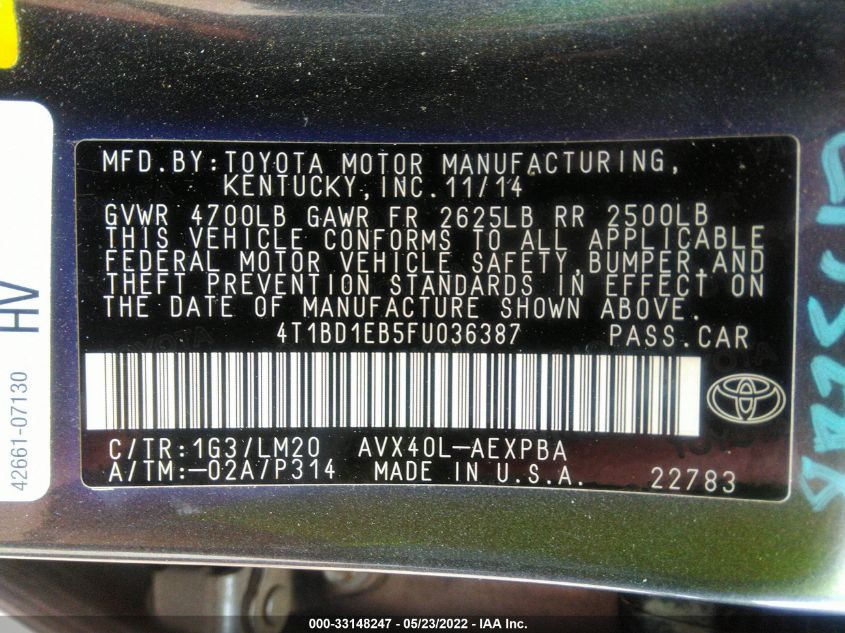 MFD.BY:TOYOTA MOTOR MANUFACTURING,
KENTUCKY,INC.11/14
GVWR 4700LB GAWR FR 2625LB RR 2500LB
THIS VEHICLE CONFORMS TO ALL APPLICABLE
FEDERAL MOTOR VEHICLE SAFETY,BUMPER,AND
THEFT PREVENTION STANDARDS IN EFFECT ON
THE DATE OF MANUFACTURE SHOWN ABOVE.
4T1BD1EB5FU036387 PASS.CAR
C/TR:1G3/LM20 AVX40L-AEXPBA
A/TM:-02A/P314 MADE IN U.S.A. 22783
HV
42661-07130
000-33148247 - 05/23/2022 - IAA Inc.